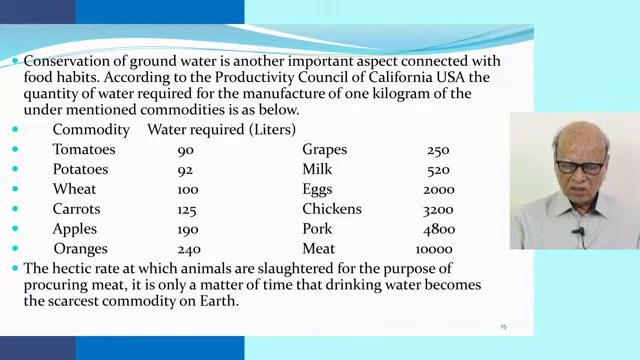 Conservation of ground water is another important aspect connected with
food habits. According to the Productivity Council of California USA the
quantity of water required for the manufacture of one kilogram of the
under mentioned commodities is as below.
Commodity Water required (Liters)
Tomatoes 90 Grapes 250
Potatoes 92 Milk 520
Wheat 100 Eggs 2000
Carrots 125 Chickens 3200
Apples 190 Pork 4800
Oranges 240 Meat 10000
The hectic rate at which animals are slaughtered for the purpose of
procuring meat, it is only a matter of time that drinking water becomes
the scarcest commodity on Earth.
15